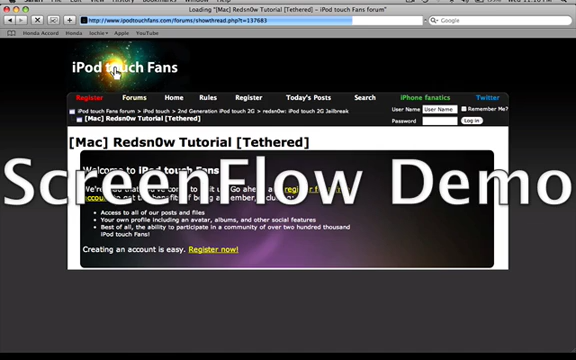 Loading "[Mac] Redsn0w Tutorial [Tethered] - iPod touch Fans forum"
http://www.ipodtouchfans.com/forums/showthread.php?t=137683
Google
Honda Accord Honda Apple News
iPod touch Fans
Register Forums Home Rules Register Today's Posts Search iPhone fanatics Twitter
iPod Touch Fans forum > iPod touch > 2nd Generation iPod touch 2G > redsn0w: iPod touch 2G Jailbreak
[Mac] Redsn0w Tutorial [Tethered]
User Name User Name Remember Me?
Password Log in
[Mac] Redsn0w Tutorial [Tethered]
ScreenFlow Demo
Welcome to iPod touch Fans
Access to all of our posts and files
Your own profile including an avatar, albums, and other social features
Best of all, the ability to participate in a community of over two hundred thousand
iPod touch Fans!
Creating an account is easy. Register now!